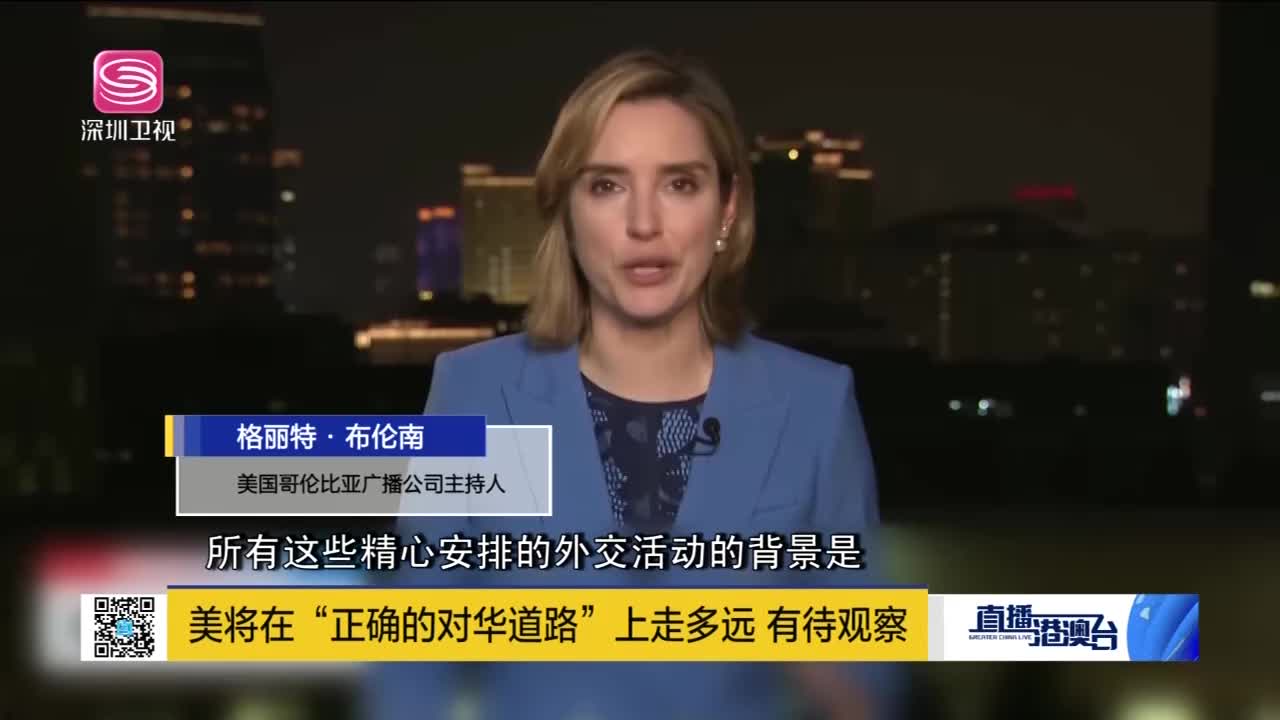 深圳卫视
格丽特·布伦南
美国哥伦比亚广播公司主持人
所有这些精心安排的外交活动的背景是
美将在“正确的对华道路”上走多远 有待观察
直播港澳台
GREATER CHINA LIVE